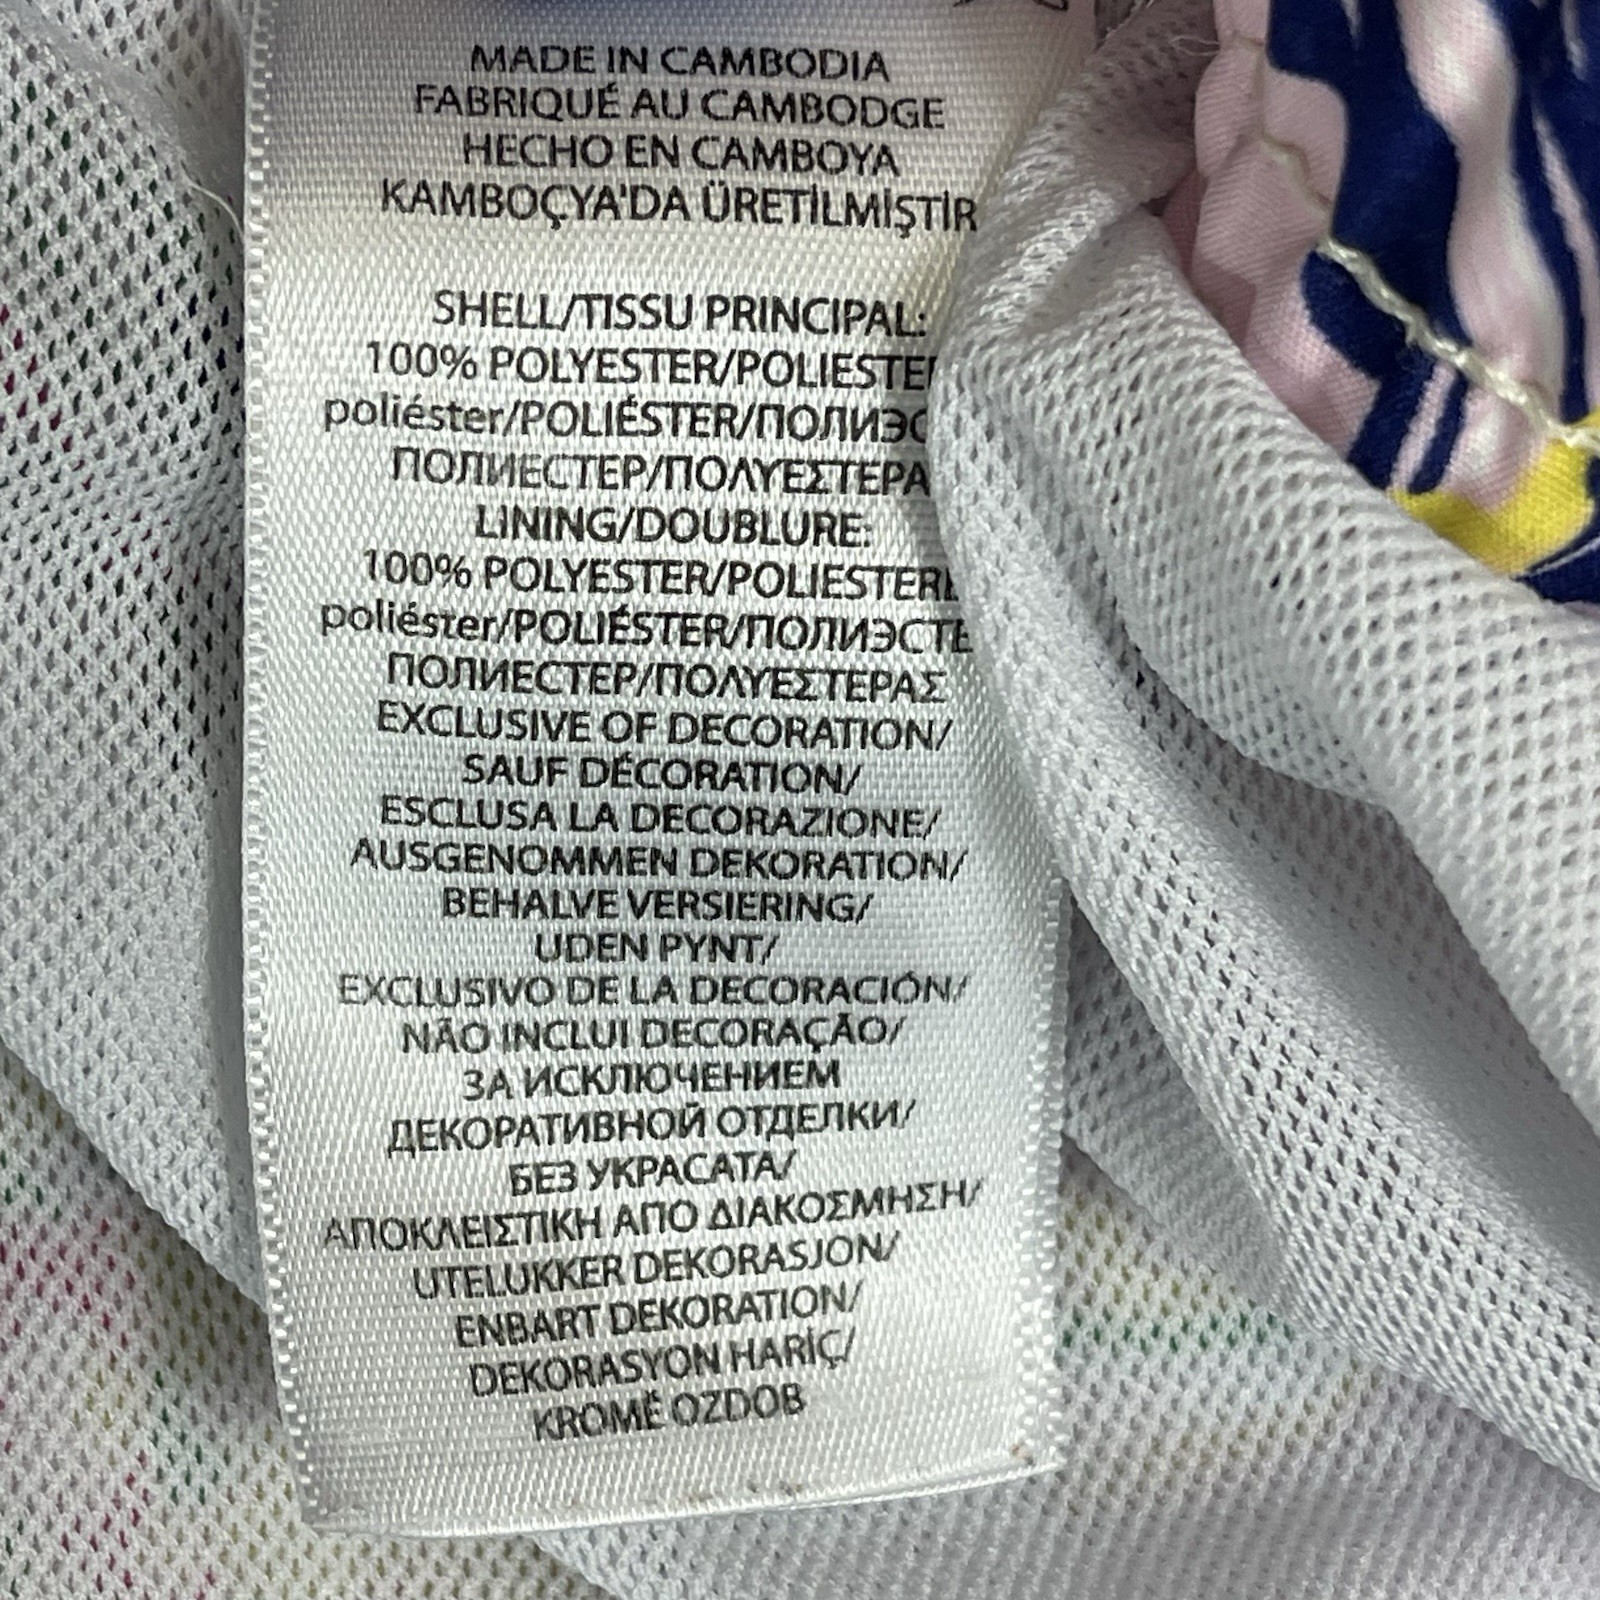 MADE IN CAMBODIA
FABRIQUÉ AU CAMBODGE
HECHO EN CAMBOYA
KAMBOÇYA'DA ÜRETİLMİŞTİR
SHELL/TISSU PRINCIPAL:
100% POLYESTER/POLIESTE
poliéster/POLIÉSTER/ПОЛИЭС
ПОЛИЕСТЕР/ΠΟΛΥΕΣΤΕΡΑ
LINING/DOUBLURE:
100% POLYESTER/POLIESTERE
poliéster/POLIÉSTER/ПОЛИЭСТЕ
ПОЛИЕСТЕР/ΠΟΛΥΕΣΤΕΡΑΣ
EXCLUSIVE OF DECORATION/
SAUF DÉCORATION/
ESCLUSA LA DECORAZIONE/
AUSGENOMMEN DEKORATION/
BEHALVE VERSIERING/
UDEN PYNT/
EXCLUSIVO DE LA DECORACIÓN/
NÃO INCLUI DECORAÇÃO/
ЗА ИСКЛЮЧЕНИЕМ
ДЕКОРАТИВНОЙ ОТДЕЛКИ/
БЕЗ УКРАСАТА/
ΑΠΟΚΛΕΙΣΤΙΚΗ ΑΠΟ ΔΙΑΚΟΣΜΗΣΗ/
UTELUKKER DEKORASJON/
ENBART DEKORATION/
DEKORASYON HARİÇ/
KROMĚ OZDOB